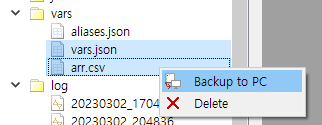 vars
aliases.json
vars.json
arr.csv
Backup to PC
log
Delete
20230302_1704
20230302_204836